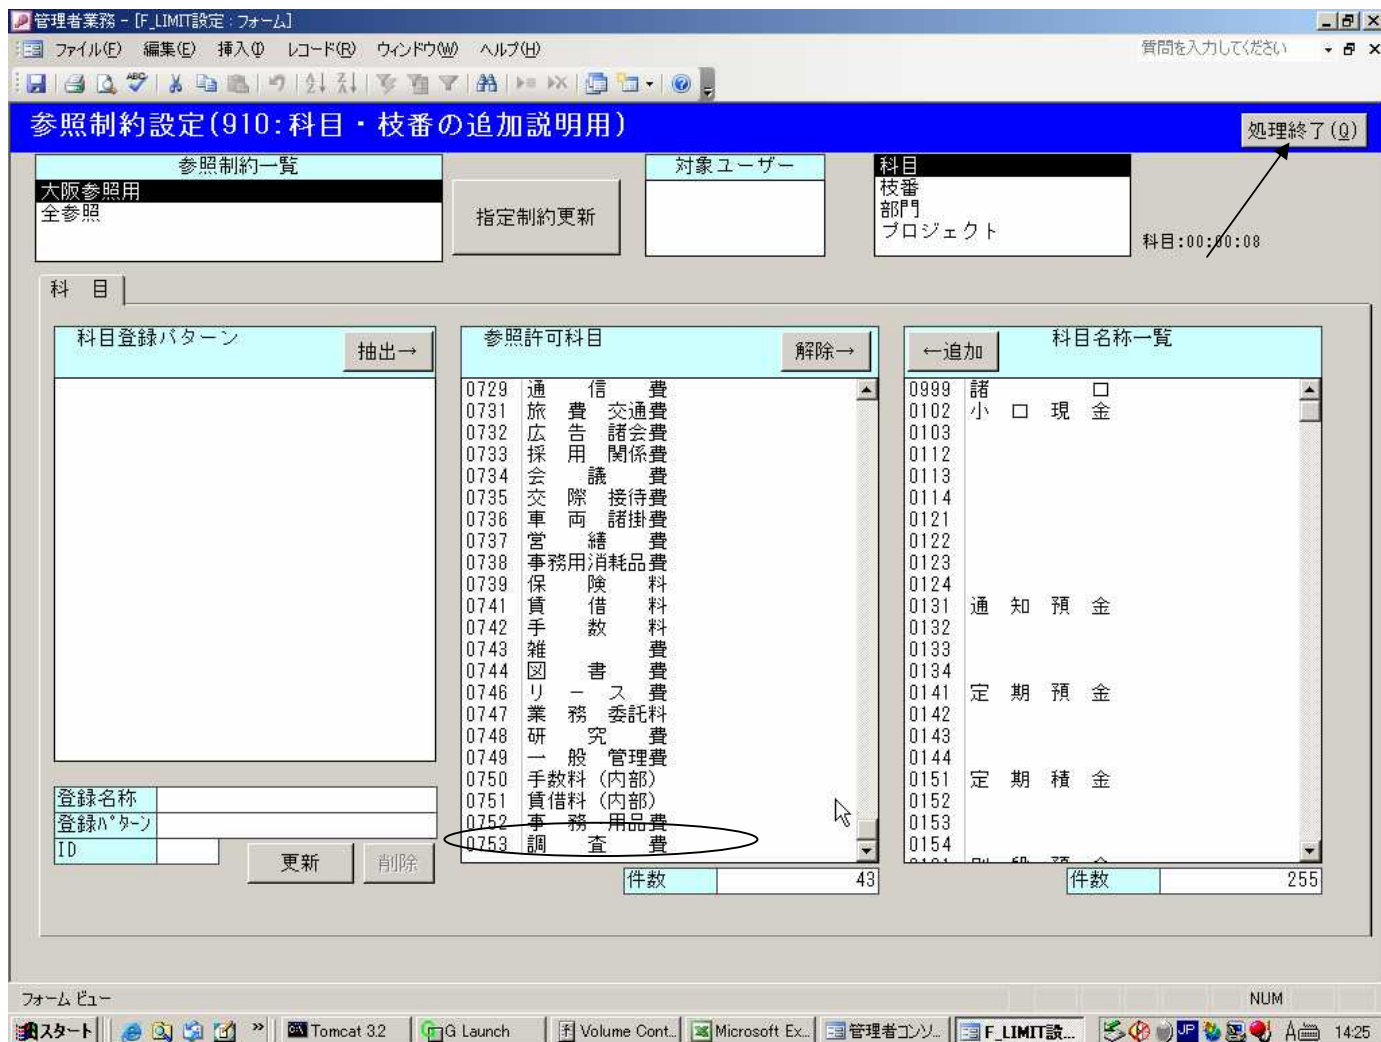 管理者業務 - [F_LIMIT設定 : フォーム]
ファイル(F) 編集(E) 挿入(I) レコード(R) ウィンドウ(W) ヘルプ(H) 質問を入力してください
参照制約設定(910:科目・枝番の追加説明用)
処理終了(Q)
参照制約一覧
大阪参照用
全参照
指定制約更新
対象ユーザー
科目
枝番
部門
プロジェクト
科目:00:00:08
科 目
科目登録パターン
抽出→
登録名称
登録パターン
ID
更新
削除
参照許可科目
解除→
0729 通 信 費
0731 旅 費 交通費
0732 広 告 諸会費
0733 採 用 関係費
0734 会 議 費
0735 交 際 接待費
0736 車 両 諸掛費
0737 営 繕 費
0738 事務用消耗品費
0739 保 険 料
0741 賃 借 料
0742 手 数 料
0743 雑 費
0744 図 書 費
0746 リ ー ス 費
0747 業 務 委託料
0748 研 究 費
0749 一 般 管理費
0750 手数料 (内部)
0751 賃借料 (内部)
0752 事 務 用品費
0753 調 査 費
件数 43
←追加
科目名称一覧
0999 諸 口
0102 小 口 現 金
0103
0112
0113
0114
0121
0122
0123
0124
0131 通 知 預 金
0132
0133
0134
0141 定 期 預 金
0142
0143
0144
0151 定 期 積 金
0152
0153
0154
件数 255
フォーム ビュー
NUM
スタート
Tomcat 3.2
G Launch
Volume Cont...
Microsoft Ex...
管理者コンソ...
F_LIMIT設...
JP
A
14:25